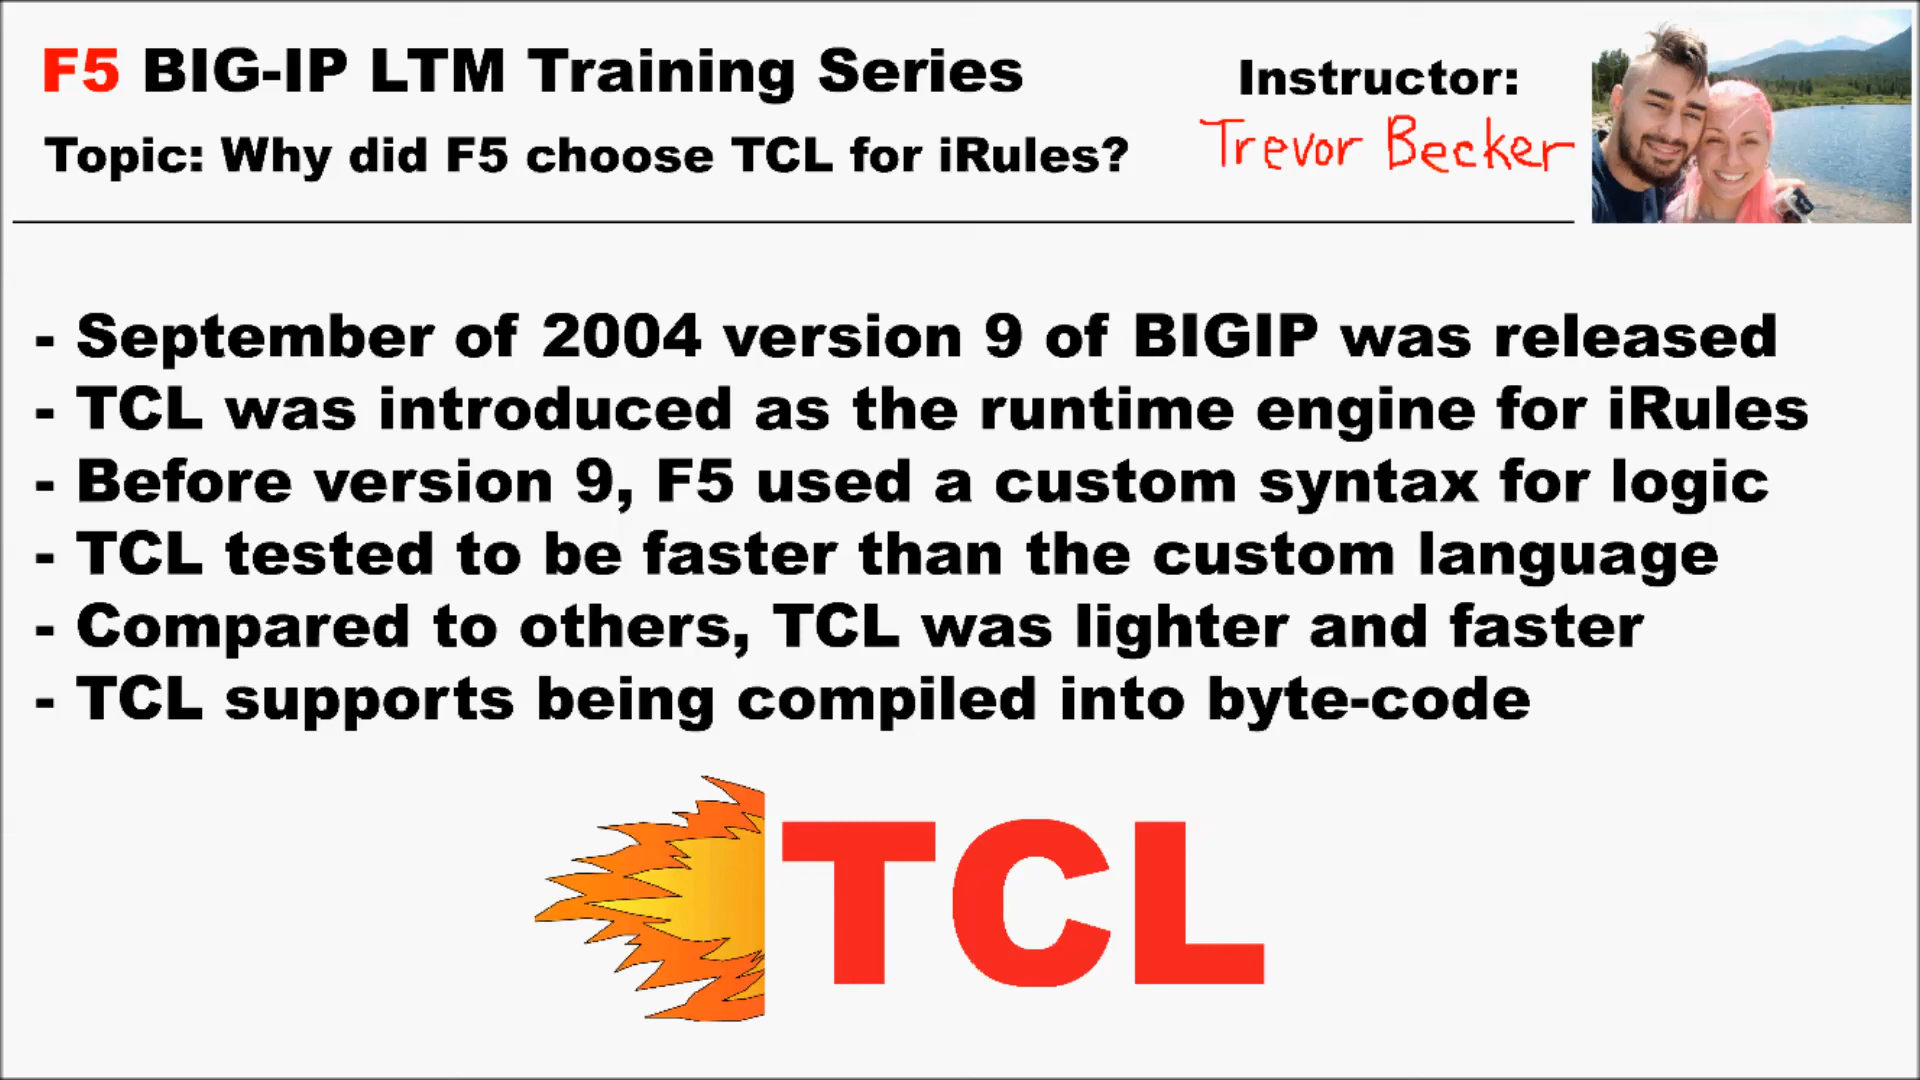 F5 BIG-IP LTM Training Series
Instructor:
Trevor Becker
Topic: Why did F5 choose TCL for iRules?
- September of 2004 version 9 of BIGIP was released
- TCL was introduced as the runtime engine for iRules
- Before version 9, F5 used a custom syntax for logic
- TCL tested to be faster than the custom language
- Compared to others, TCL was lighter and faster
- TCL supports being compiled into byte-code
TCL